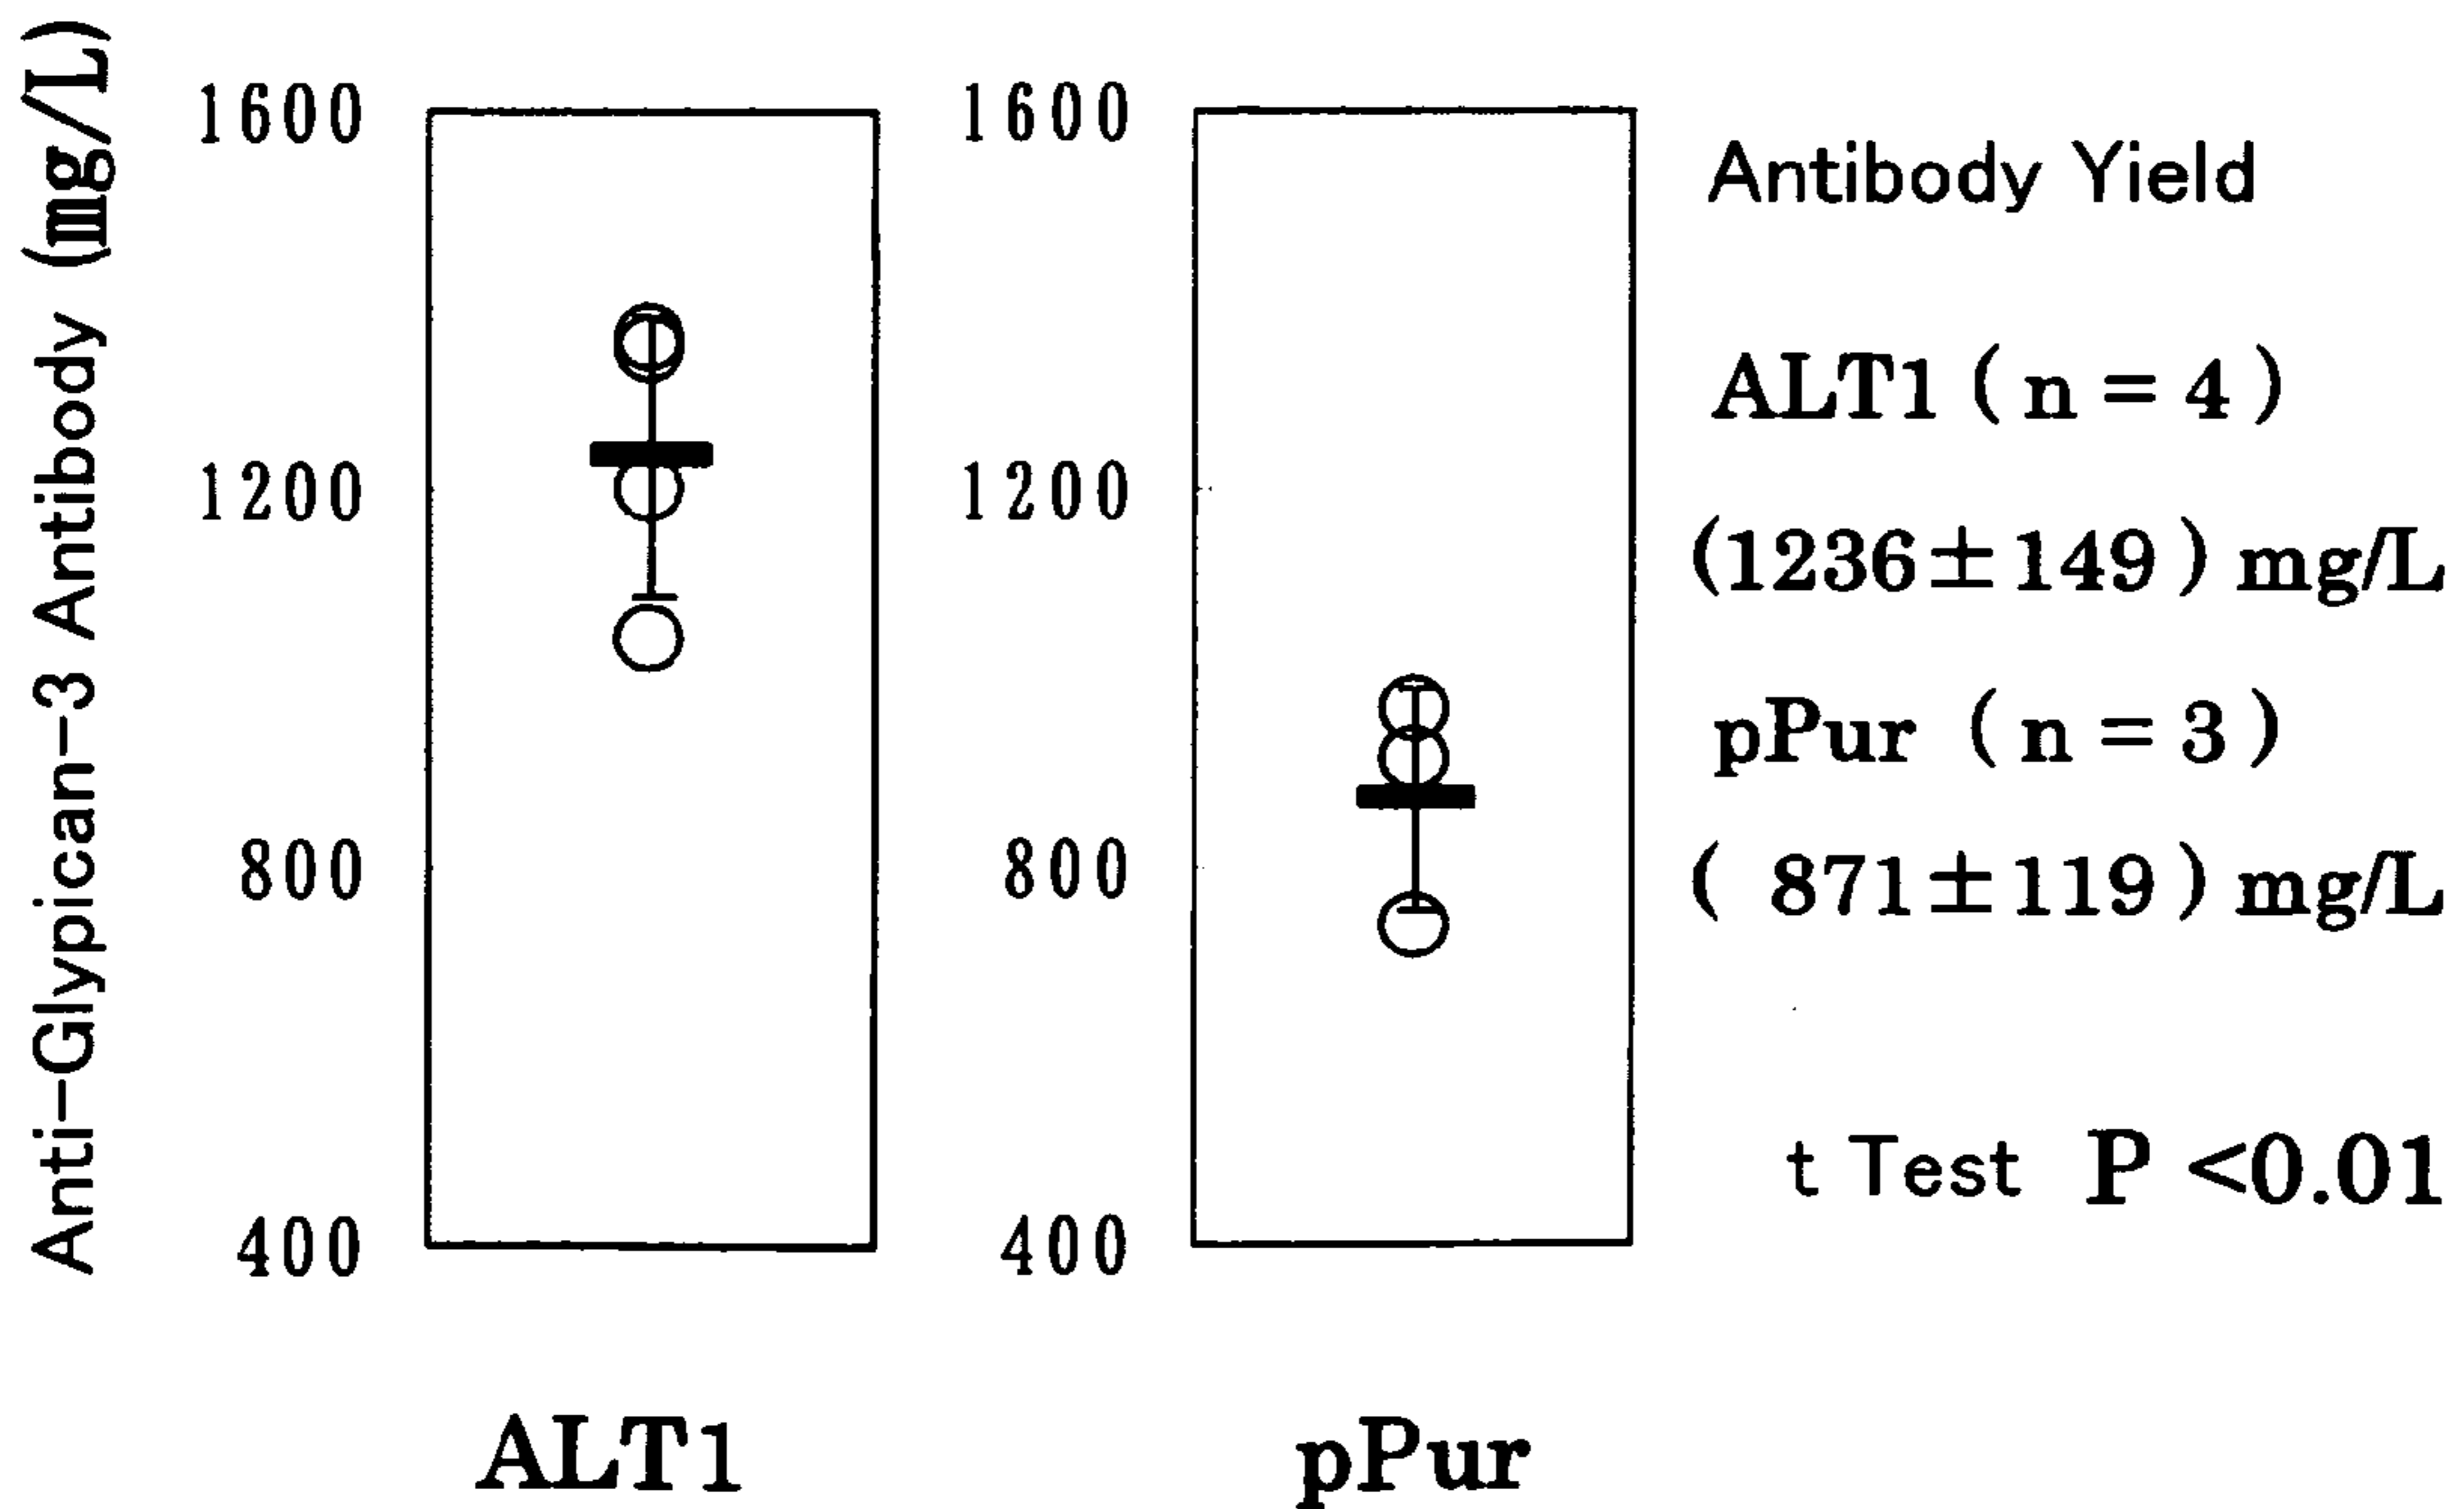 Anti-Glypican-3 Antibody (mg/L)
1600
1200
800
400
ALT1
1600
1200
800
400
pPur
Antibody Yield
ALT1 ( n = 4 )
(1236±149 ) mg/L
pPur ( n = 3 )
( 871±119 ) mg/L
t Test P <0.01